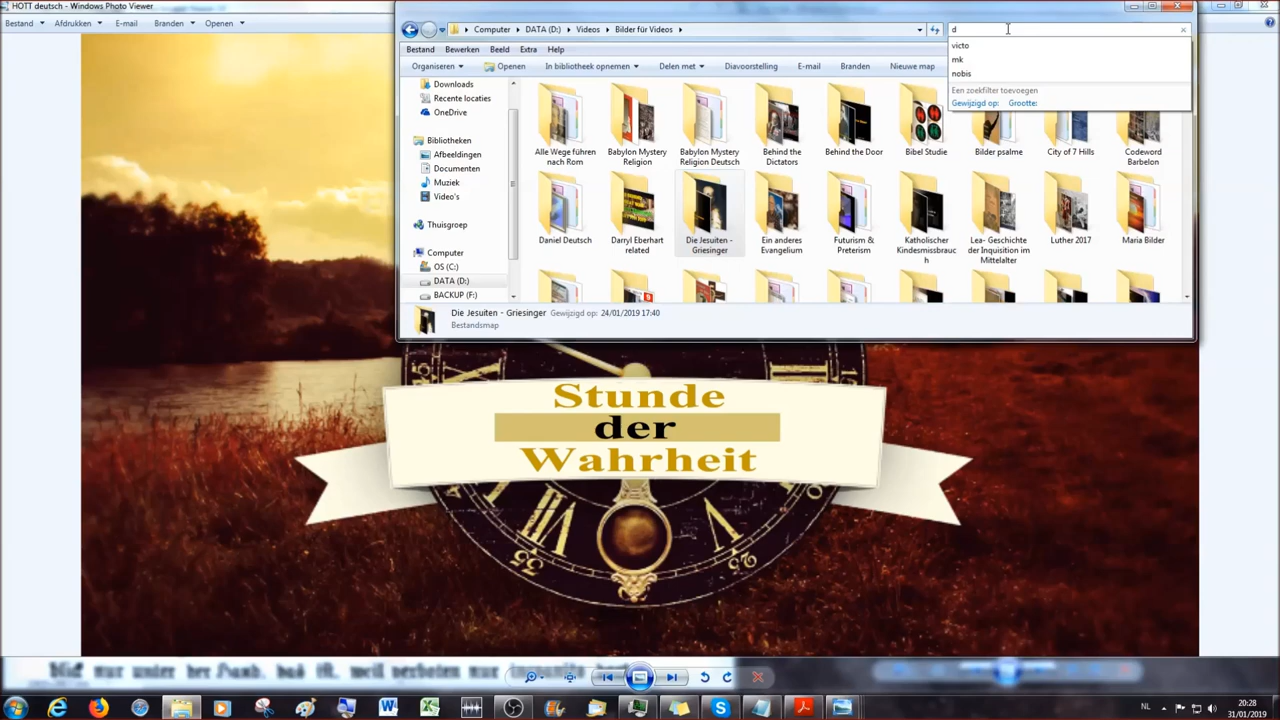 HOTT deutsch - Windows Photo Viewer
Bestand Afdrukken E-mail Branden Openen
Computer DATA (D:) Videos Bilder für Videos
d
Bestand Bewerken Beeld Extra Help
victo
mk
nobis
Een zoekfilter toevoegen
Gewijzigd op: Grootte:
Organiseren Openen In bibliotheek opnemen Delen met Diavoorstelling E-mail Branden Nieuwe map
Downloads
Recente locaties
OneDrive
Bibliotheken
Afbeeldingen
Documenten
Muziek
Video's
Thuisgroep
Computer
OS (C:)
DATA (D:)
BACKUP (F:)
Alle Wege führen nach Rom
Babylon Mystery Religion
Babylon Mystery Religion Deutsch
Behind the Dictators
Behind the Door
Bibel Studie
Bilder psalme
City of 7 Hills
Codeword Barbelon
Daniel Deutsch
Darryl Eberhart related
Die Jesuiten - Griesinger
Ein anderes Evangelium
Futurism & Preterism
Katholischer Kindesmissbrauch
Lea- Geschichte der Inquisition im Mittelalter
Luther 2017
Maria Bilder
Die Jesuiten - Griesinger Gewijzigd op: 24/01/2019 17:40
Bestandsmap
Stunde
der
Wahrheit
NL
20:28
31/01/2019